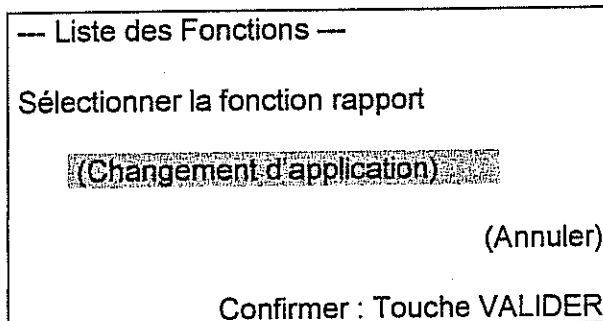 --- Liste des Fonctions ---
Sélectionner la fonction rapport
(Changement d'application)
(Annuler)
Confirmer : Touche VALIDER